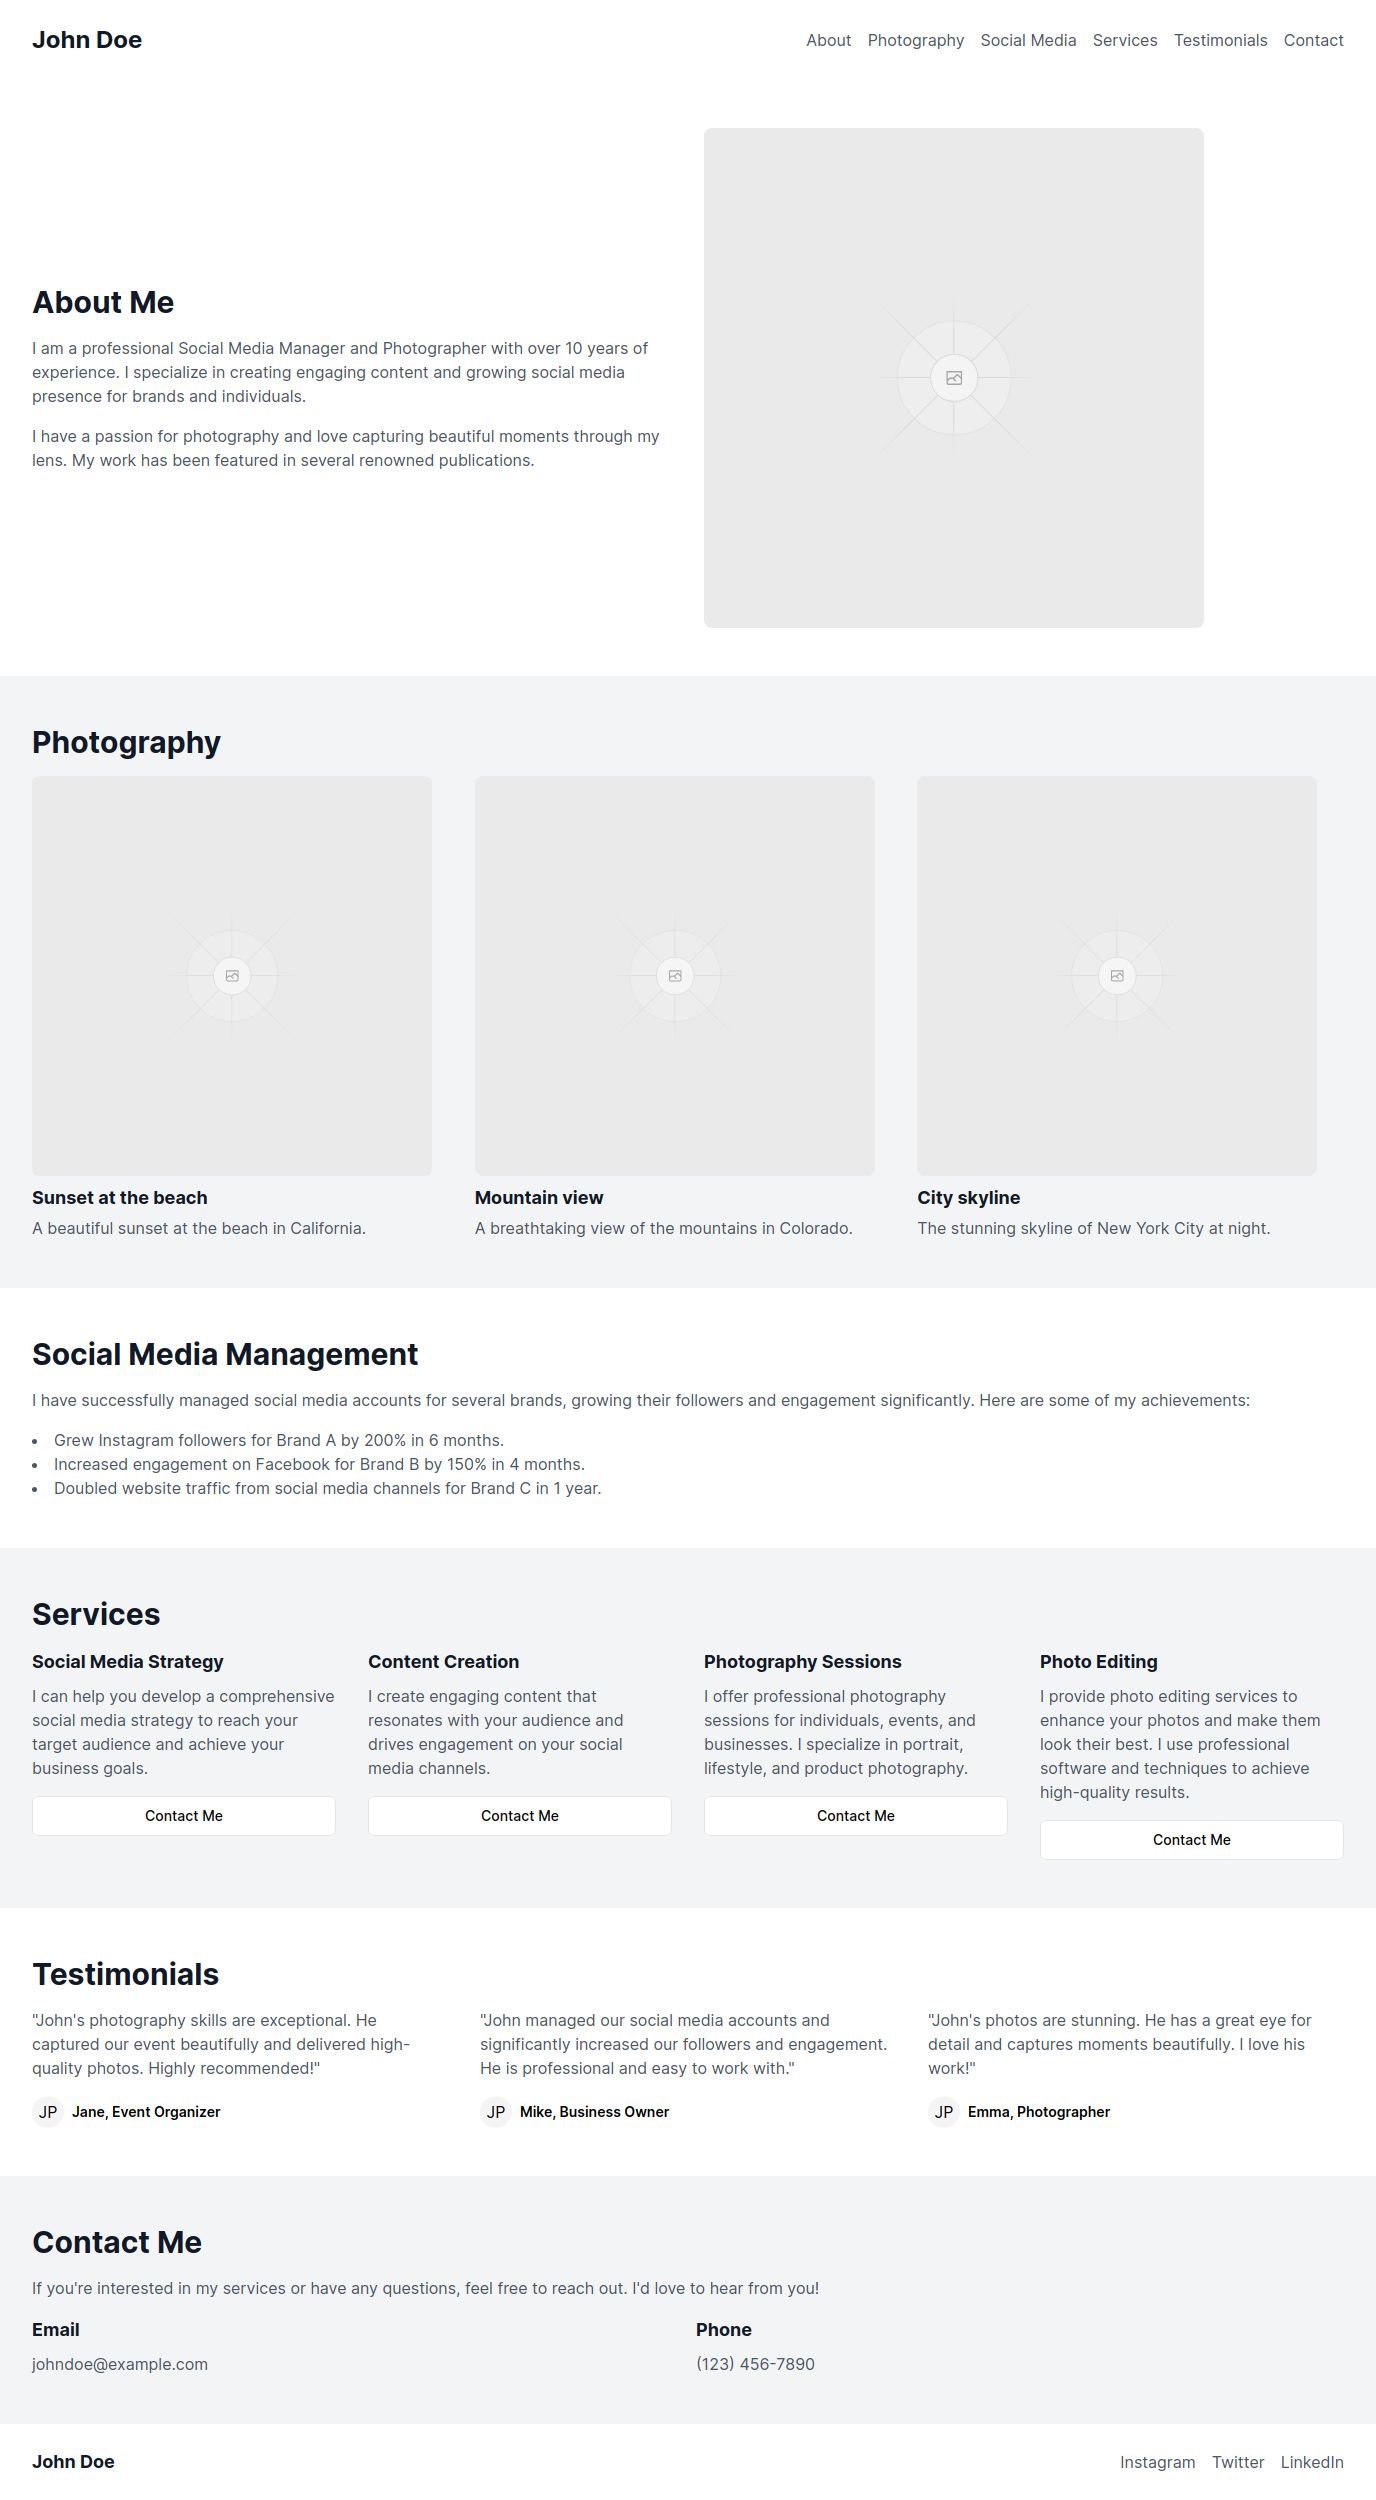 John Doe
About Photography Social Media Services Testimonials Contact
About Me
I am a professional Social Media Manager and Photographer with over 10 years of
experience. I specialize in creating engaging content and growing social media
presence for brands and individuals.
I have a passion for photography and love capturing beautiful moments through my
lens. My work has been featured in several renowned publications.
Photography
Sunset at the beach
A beautiful sunset at the beach in California.
Mountain view
A breathtaking view of the mountains in Colorado.
City skyline
The stunning skyline of New York City at night.
Social Media Management
I have successfully managed social media accounts for several brands, growing their followers and engagement significantly. Here are some of my achievements:
• Grew Instagram followers for Brand A by 200% in 6 months.
• Increased engagement on Facebook for Brand B by 150% in 4 months.
• Doubled website traffic from social media channels for Brand C in 1 year.
Services
Social Media Strategy
I can help you develop a comprehensive
social media strategy to reach your
target audience and achieve your
business goals.
Contact Me
Content Creation
I create engaging content that
resonates with your audience and
drives engagement on your social
media channels.
Contact Me
Photography Sessions
I offer professional photography
sessions for individuals, events, and
businesses. I specialize in portrait,
lifestyle, and product photography.
Contact Me
Photo Editing
I provide photo editing services to
enhance your photos and make them
look their best. I use professional
software and techniques to achieve
high-quality results.
Contact Me
Testimonials
"John's photography skills are exceptional. He
captured our event beautifully and delivered high-
quality photos. Highly recommended!"
JP Jane, Event Organizer
"John managed our social media accounts and
significantly increased our followers and engagement.
He is professional and easy to work with."
JP Mike, Business Owner
"John's photos are stunning. He has a great eye for
detail and captures moments beautifully. I love his
work!"
JP Emma, Photographer
Contact Me
If you're interested in my services or have any questions, feel free to reach out. I'd love to hear from you!
Email
johndoe@example.com
Phone
(123) 456-7890
John Doe
Instagram Twitter LinkedIn